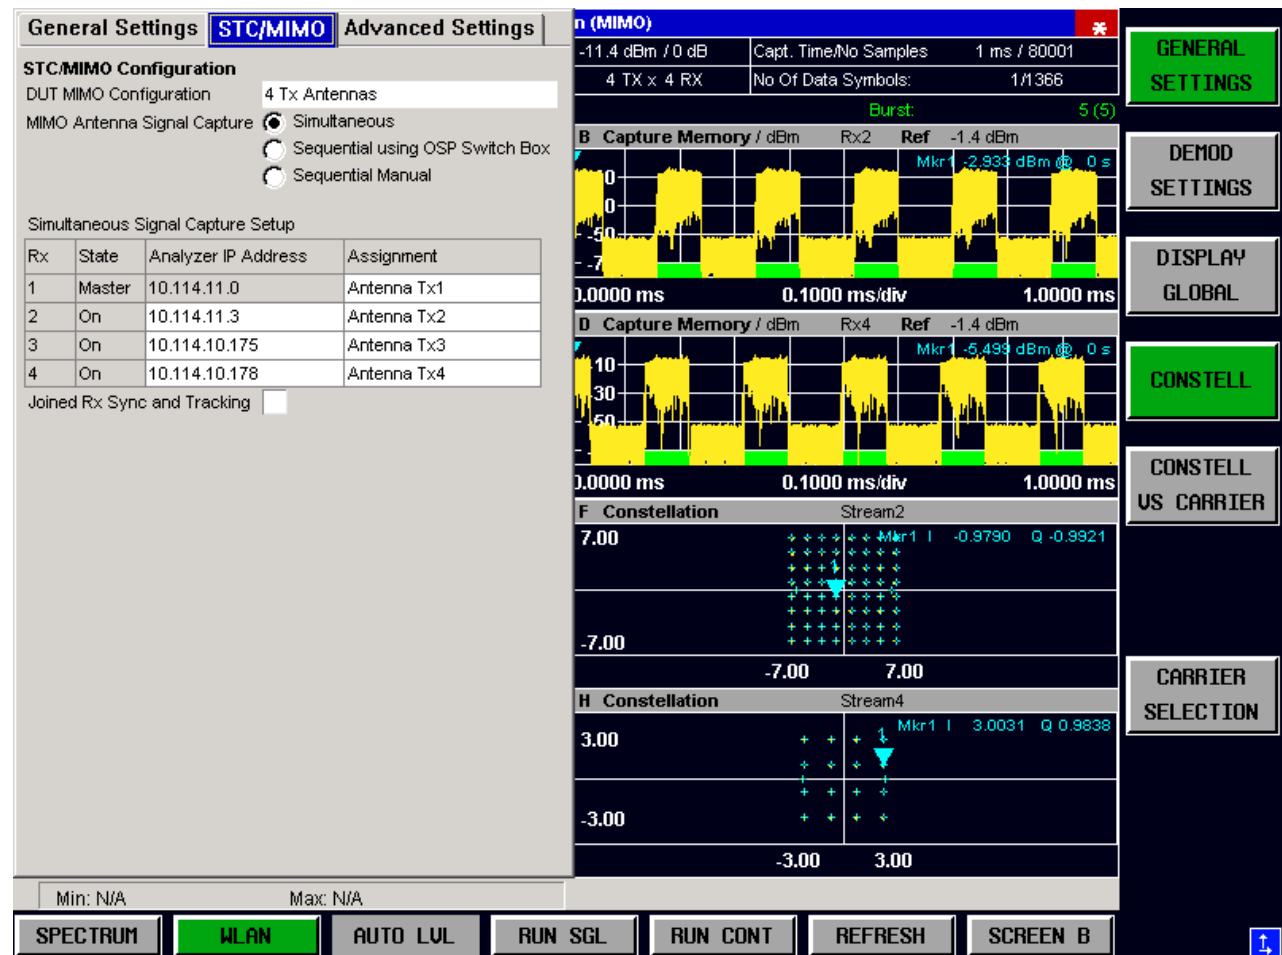 General Settings STC/MIMO Advanced Settings
STC/MIMO Configuration
DUT MIMO Configuration 4 Tx Antennas
MIMO Antenna Signal Capture Simultaneous
Sequential using OSP Switch Box
Sequential Manual
Simultaneous Signal Capture Setup
Rx State Analyzer IP Address Assignment
1 Master 10.114.11.0 Antenna Tx1
2 On 10.114.11.3 Antenna Tx2
3 On 10.114.10.175 Antenna Tx3
4 On 10.114.10.178 Antenna Tx4
Joined Rx Sync and Tracking
Min: N/A Max: N/A
n (MIMO)
-11.4 dBm / 0 dB Capt. Time/No Samples 1 ms / 80001
4 TX x 4 RX No Of Data Symbols: 1/1366
Burst: 5 (5)
B Capture Memory / dBm Rx2 Ref -1.4 dBm
Mkr1 -2.933 dBm @ 0 s
-50
0.1000 ms/div 1.0000 ms
D Capture Memory / dBm Rx4 Ref -1.4 dBm
Mkr1 -5.499 dBm @ 0 s
10
30
-50
0.1000 ms/div 1.0000 ms
F Constellation Stream2
7.00 Mkr1 I -0.9790 Q -0.9921
1
-7.00
-7.00 7.00
H Constellation Stream4
Mkr1 I 3.0031 Q 0.9838
3.00 1
-3.00
-3.00 3.00
GENERAL
SETTINGS
DEMOD
SETTINGS
DISPLAY
GLOBAL
CONSTELL
CONSTELL
VS CARRIER
CARRIER
SELECTION
SPECTRUM WLAN AUTO LVL RUN SGL RUN CONT REFRESH SCREEN B